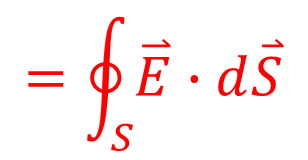 = ∮_S E⃗ · dS⃗